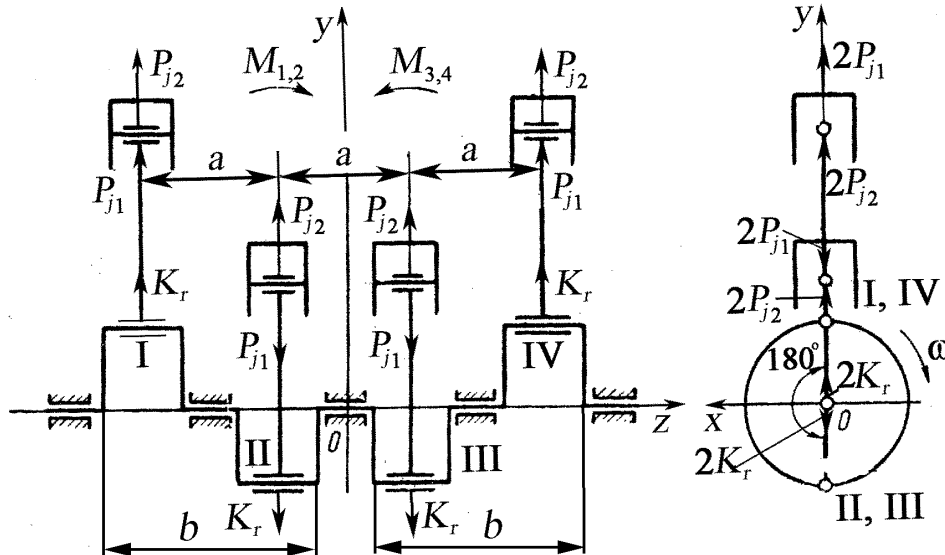 y
P_{j2}
M_{1,2}
M_{3,4}
P_{j2}
a
a
a
P_{j1}
P_{j1}
P_{j2}
P_{j2}
K_r
K_r
I
P_{j1}
P_{j1}
IV
z
II
0
III
K_r
K_r
b
b
y
2P_{j1}
2P_{j2}
2P_{j1}
2P_{j2}
I, IV
180°
ω
2K_r
x
0
2K_r
II, III